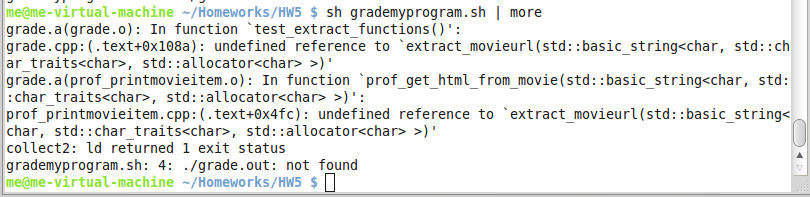 me@me-virtual-machine ~/Homeworks/HW5 $ sh grademyprogram.sh | more
grade.a(grade.o): In function `test_extract_functions()':
grade.cpp:(.text+0x108a): undefined reference to `extract_movieurl(std::basic_string<char, std::ch
ar_traits<char>, std::allocator<char> >)'
grade.a(prof_printmovieitem.o): In function `prof_get_html_from_movie(std::basic_string<char, std:
:char_traits<char>, std::allocator<char> >)':
prof_printmovieitem.cpp:(.text+0x4fc): undefined reference to `extract_movieurl(std::basic_string<
char, std::char_traits<char>, std::allocator<char> >)'
collect2: ld returned 1 exit status
grademyprogram.sh: 4: ./grade.out: not found
me@me-virtual-machine ~/Homeworks/HW5 $